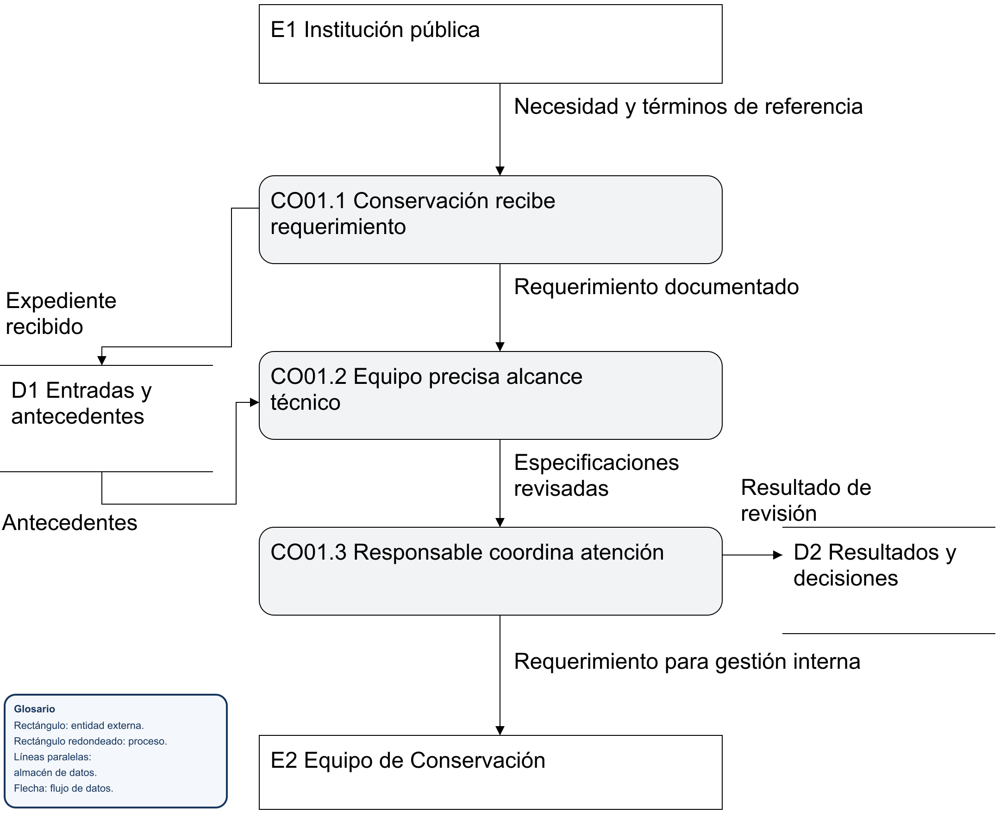 E1 Institución pública
Necesidad y términos de referencia
CO01.1 Conservación recibe
requerimiento
Requerimiento documentado
Expediente
recibido
D1 Entradas y
antecedentes
CO01.2 Equipo precisa alcance
técnico
Especificaciones
revisadas
Antecedentes
Resultado de
revisión
CO01.3 Responsable coordina atención
D2 Resultados y
decisiones
Requerimiento para gestión interna
Glosario
Rectángulo: entidad externa.
Rectángulo redondeado: proceso.
Líneas paralelas:
almacén de datos.
Flecha: flujo de datos.
E2 Equipo de Conservación